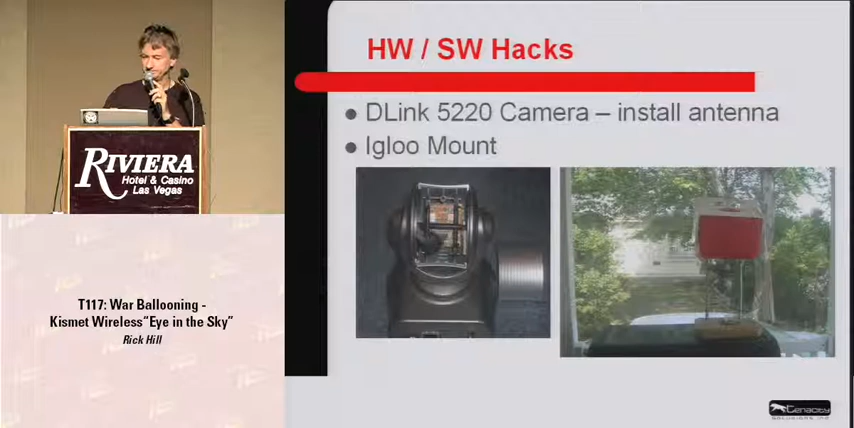 HW / SW Hacks
DLink 5220 Camera – install antenna
Igloo Mount
RIVIERA
Hotel & Casino
Las Vegas
T117: War Ballooning -
Kismet Wireless“Eye in the Sky”
Rick Hill
Tenacity